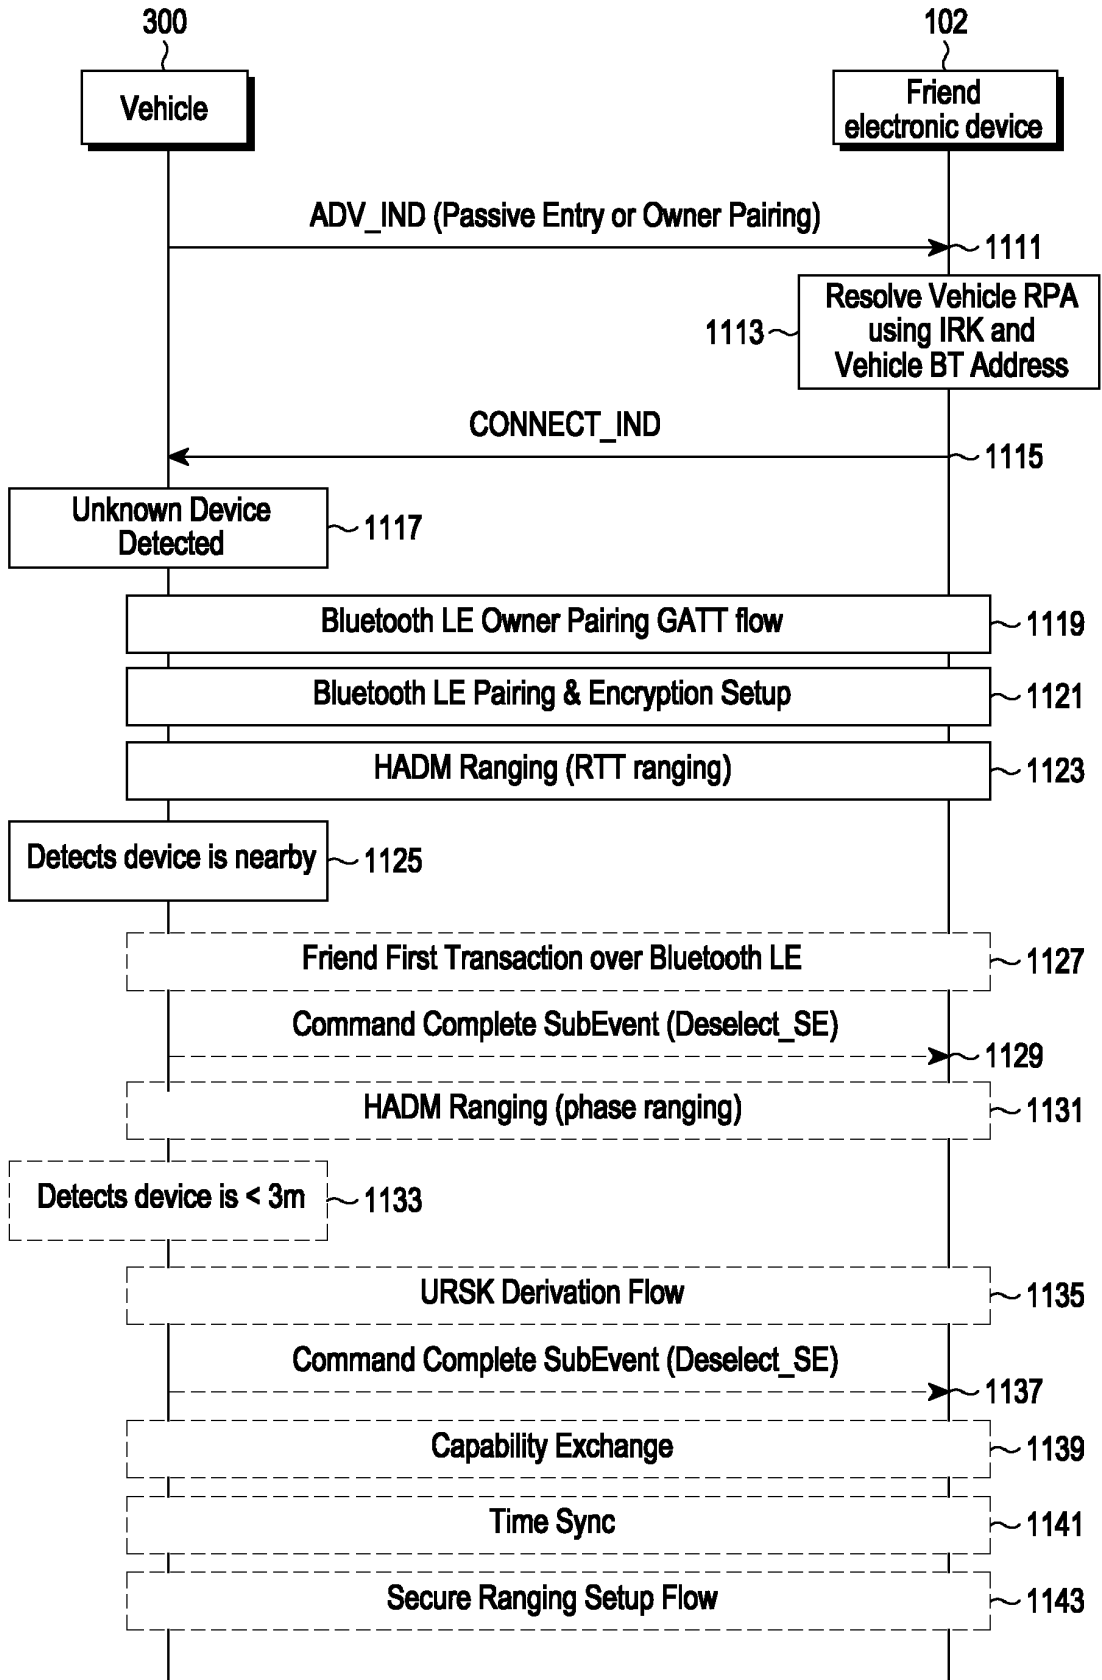 300
102
Vehicle
Friend
electronic device
ADV_IND (Passive Entry or Owner Pairing)
1111
Resolve Vehicle RPA
using IRK and
Vehicle BT Address
1113
CONNECT_IND
1115
Unknown Device
Detected
1117
Bluetooth LE Owner Pairing GATT flow
1119
Bluetooth LE Pairing & Encryption Setup
1121
HADM Ranging (RTT ranging)
1123
Detects device is nearby
1125
Friend First Transaction over Bluetooth LE
1127
Command Complete SubEvent (Deselect_SE)
1129
HADM Ranging (phase ranging)
1131
Detects device is < 3m
1133
URSK Derivation Flow
1135
Command Complete SubEvent (Deselect_SE)
1137
Capability Exchange
1139
Time Sync
1141
Secure Ranging Setup Flow
1143